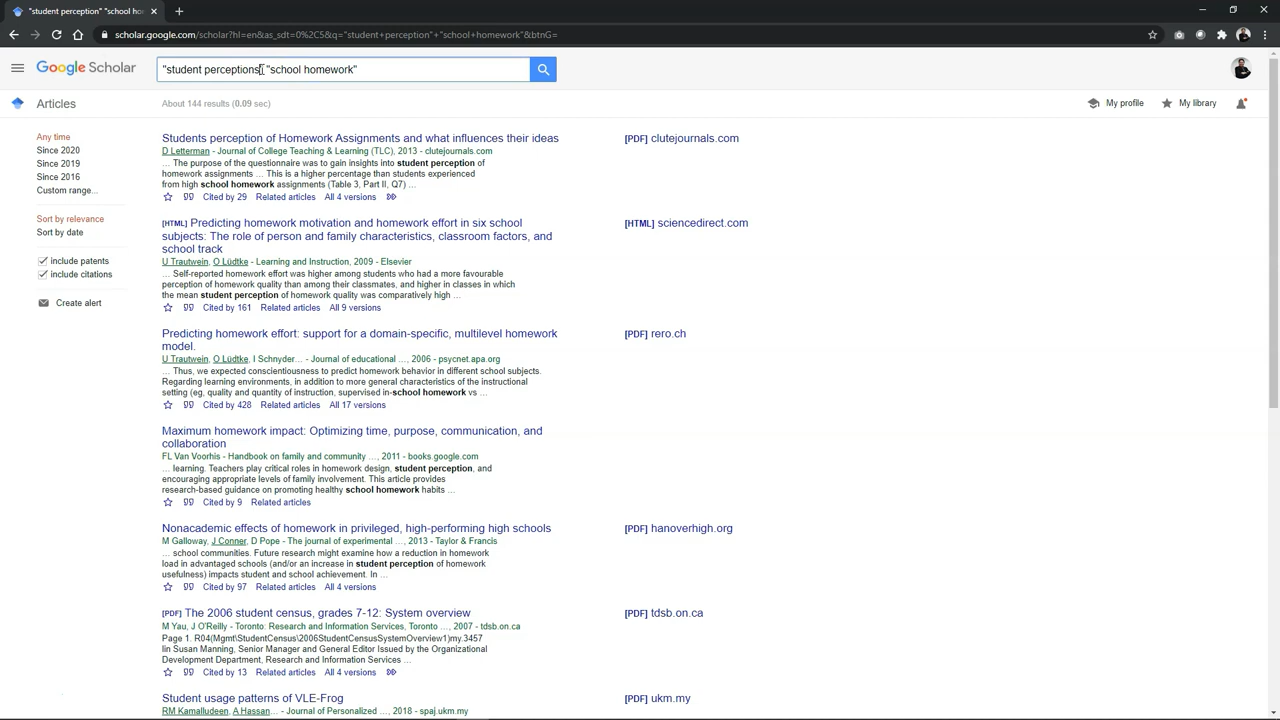 "student perceptions" "school ho
scholar.google.com/scholar?hl=en&as_sdt=0%2C5&q="student+perceptions"+"school+homework"&btnG=
Google Scholar
"student perceptions" "school homework"
Articles
About 144 results (0.09 sec)
My profile
My library
Any time
Since 2020
Since 2019
Since 2016
Custom range...
Sort by relevance
Sort by date
include patents
include citations
Create alert
Students perception of Homework Assignments and what influences their ideas
D Letterman - Journal of College Teaching & Learning (TLC), 2013 - clutejournals.com
... The purpose of the questionnaire was to gain insights into student perception of
homework assignments ... This is a higher percentage than students experienced
from high school homework assignments (Table 3, Part II, Q7) ...
Cited by 29 Related articles All 4 versions
[PDF] clutejournals.com
[HTML] Predicting homework motivation and homework effort in six school
subjects: The role of person and family characteristics, classroom factors, and
school track
U Trautwein, O Lüdtke - Learning and Instruction, 2009 - Elsevier
... Self-reported homework effort was higher among students who had a more favourable
perception of homework quality than among their classmates, and higher in classes in which
the mean student perception of homework quality was comparatively high ...
Cited by 161 Related articles All 9 versions
[HTML] sciencedirect.com
Predicting homework effort: support for a domain-specific, multilevel homework
model.
U Trautwein, O Lüdtke, I Schnyder... - Journal of educational ..., 2006 - psycnet.apa.org
... Thus, we expected conscientiousness to predict homework behavior in different school subjects.
Regarding learning environments, in addition to more general characteristics of the instructional
setting (eg, quality and quantity of instruction, supervised in-school homework vs ...
Cited by 428 Related articles All 17 versions
[PDF] rero.ch
Maximum homework impact: Optimizing time, purpose, communication, and
collaboration
FL Van Voorhis - Handbook on family and community ..., 2011 - books.google.com
... learning. Teachers play critical roles in homework design, student perception, and
encouraging appropriate levels of family involvement. This article provides
research-based guidance on promoting healthy school homework habits ...
Cited by 9 Related articles
Nonacademic effects of homework in privileged, high-performing high schools
M Galloway, J Conner, D Pope - The journal of experimental ..., 2013 - Taylor & Francis
... school communities. Future research might examine how a reduction in homework
load in advantaged schools (and/or an increase in student perception of homework
usefulness) impacts student and school achievement. In ...
Cited by 97 Related articles All 4 versions
[PDF] hanoverhigh.org
[PDF] The 2006 student census, grades 7-12: System overview
M Yau, J O'Reilly - Toronto: Research and Information Services, Toronto ..., 2007 - tdsb.on.ca
Page 1. R04(Mgmt\StudentCensus\2006StudentCensusSystemOverview1)my.3457
lin Susan Manning, Senior Manager and General Editor Issued by the Organizational
Development Department, Research and Information Services ...
Cited by 13 Related articles All 4 versions
[PDF] tdsb.on.ca
Student usage patterns of VLE-Frog
RM Kamalludeen, A Hassan... - Journal of Personalized ..., 2018 - spaj.ukm.my
[PDF] ukm.my